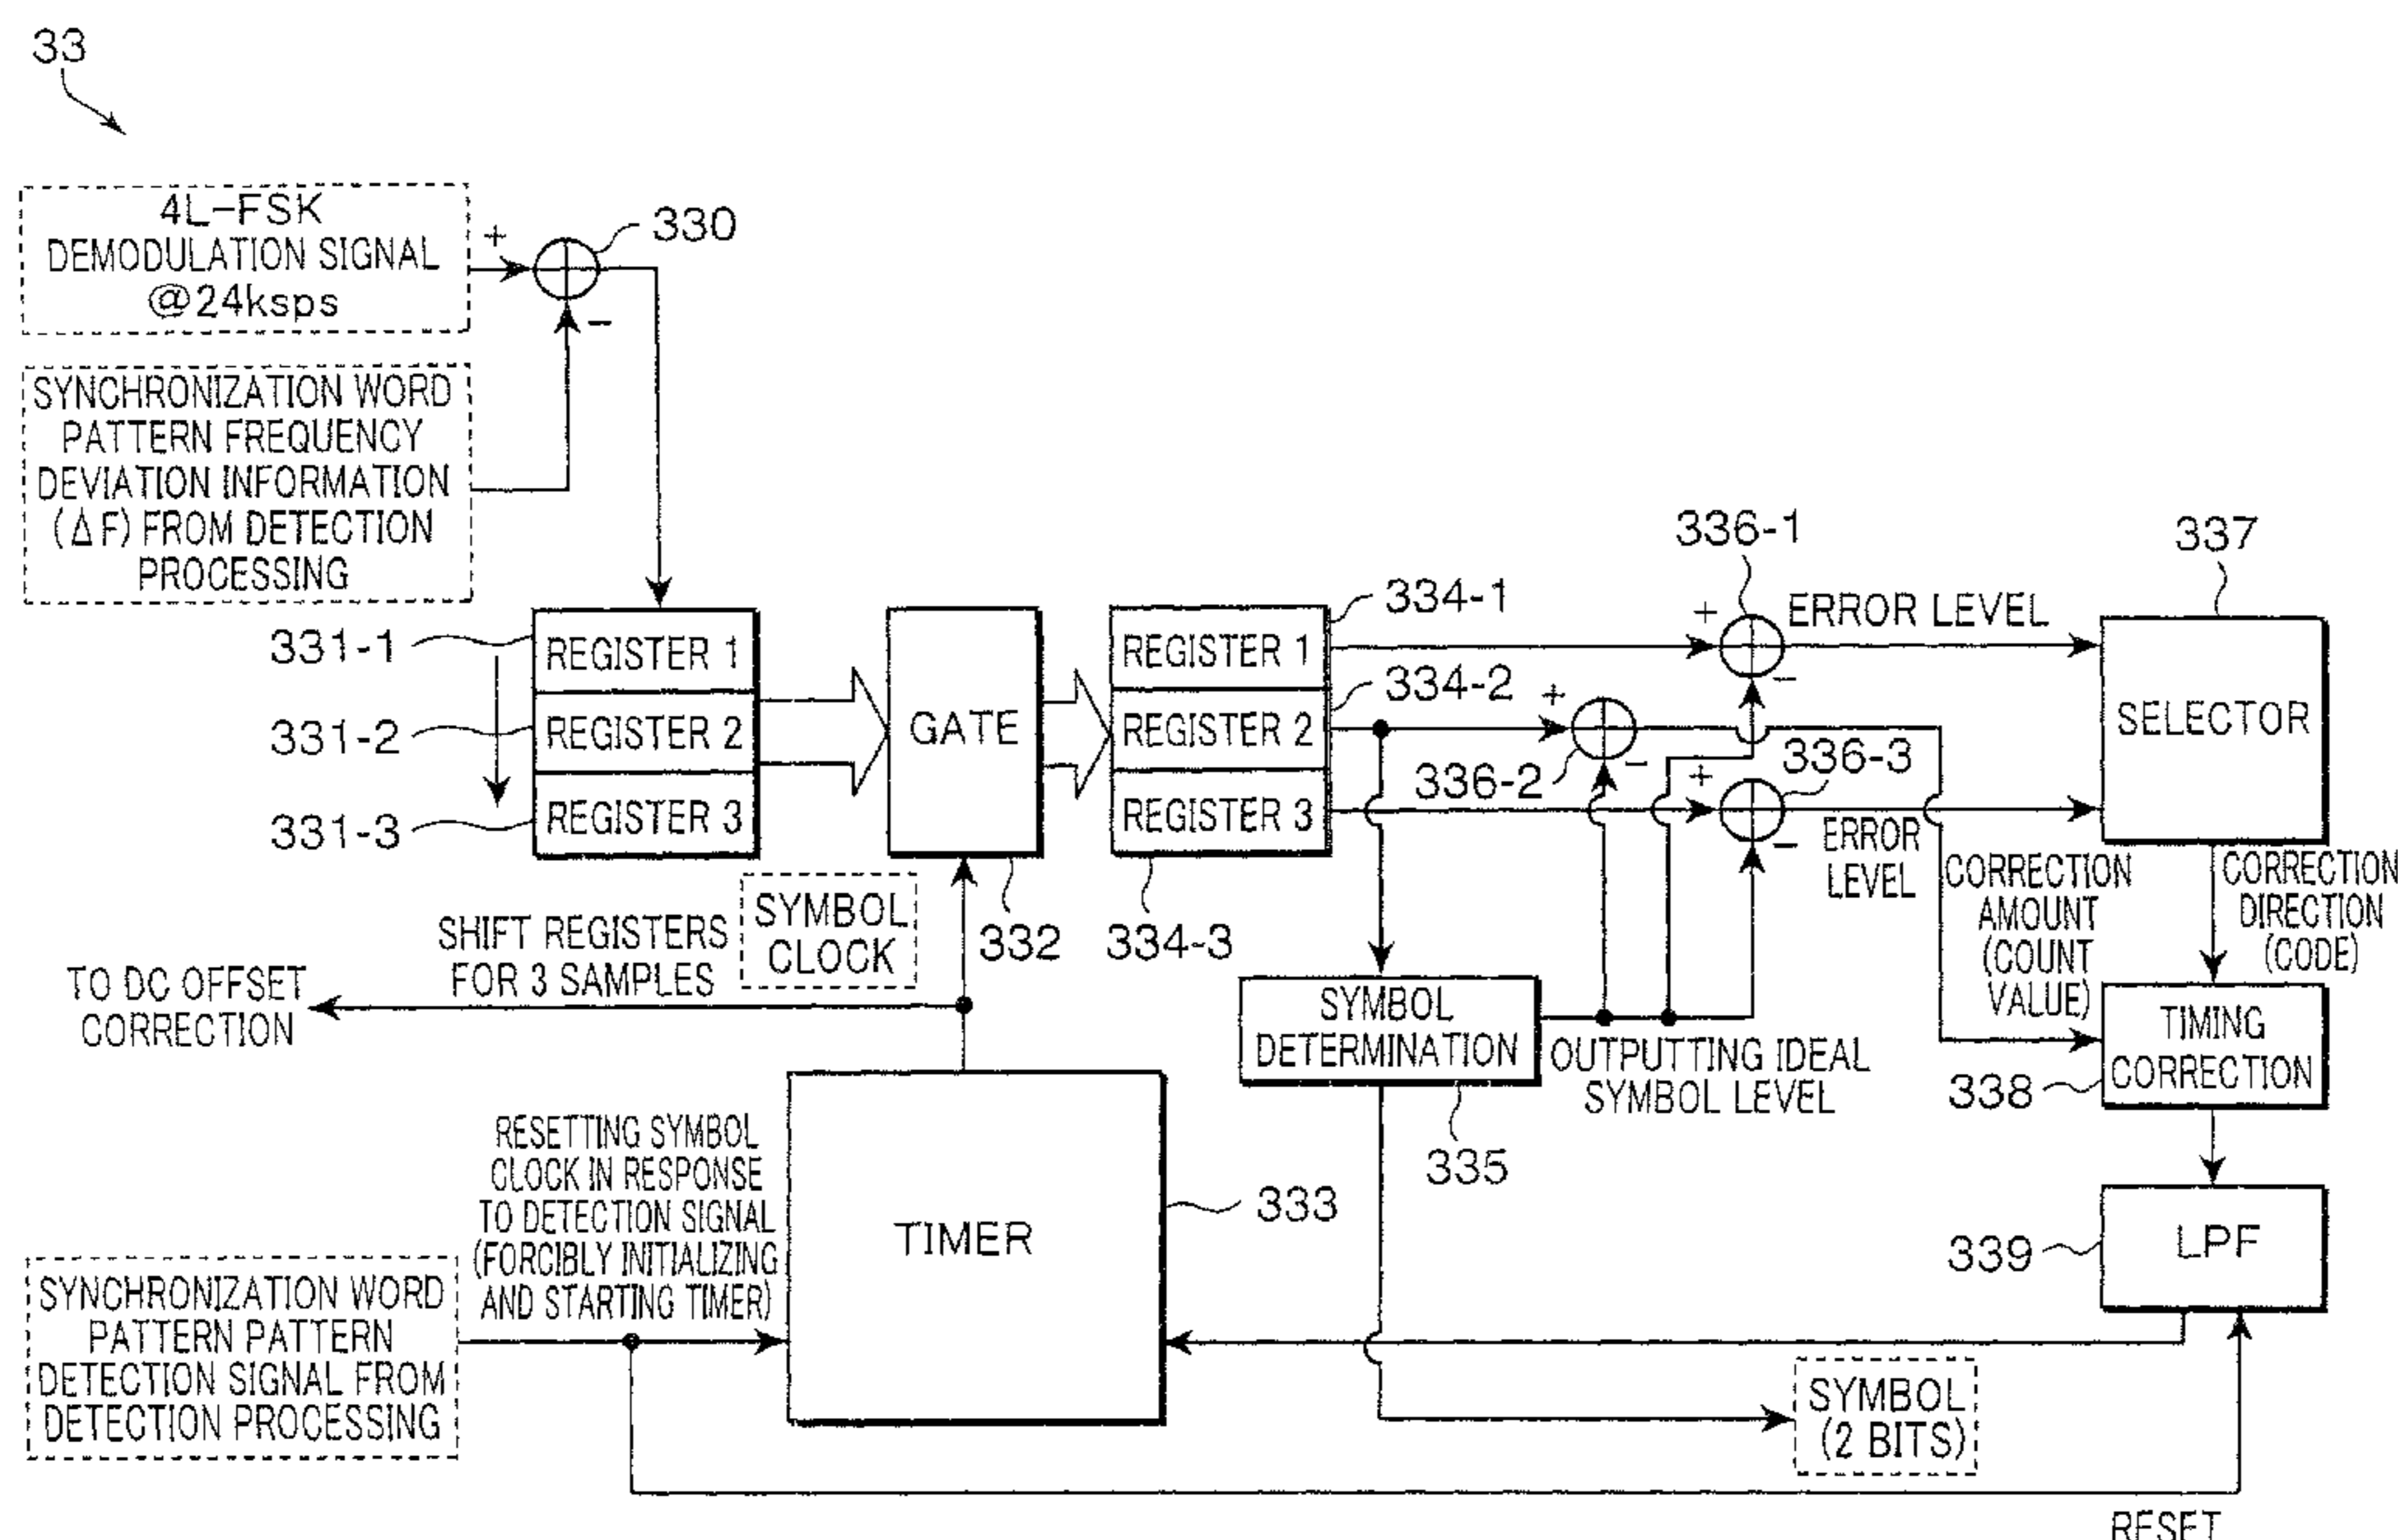 33
4L-FSK
DEMODULATION SIGNAL
@24ksps
+
330
−
SYNCHRONIZATION WORD
PATTERN FREQUENCY
DEVIATION INFORMATION
(ΔF) FROM DETECTION
PROCESSING
331-1
331-2
331-3
REGISTER 1
REGISTER 2
REGISTER 3
GATE
332
REGISTER 1
REGISTER 2
REGISTER 3
334-1
334-2
334-3
336-1
+
−
ERROR LEVEL
+
−
336-2
+
−
336-3
ERROR
LEVEL
337
SELECTOR
CORRECTION
AMOUNT
(COUNT
VALUE)
CORRECTION
DIRECTION
(CODE)
SYMBOL
CLOCK
SHIFT REGISTERS
FOR 3 SAMPLES
TO DC OFFSET
CORRECTION
SYMBOL
DETERMINATION
335
OUTPUTTING IDEAL
SYMBOL LEVEL
TIMING
CORRECTION
338
RESETTING SYMBOL
CLOCK IN RESPONSE
TO DETECTION SIGNAL
(FORCIBLY INITIALIZING
AND STARTING TIMER)
TIMER
333
LPF
339
SYNCHRONIZATION WORD
PATTERN PATTERN
DETECTION SIGNAL FROM
DETECTION PROCESSING
SYMBOL
(2 BITS)
RESET